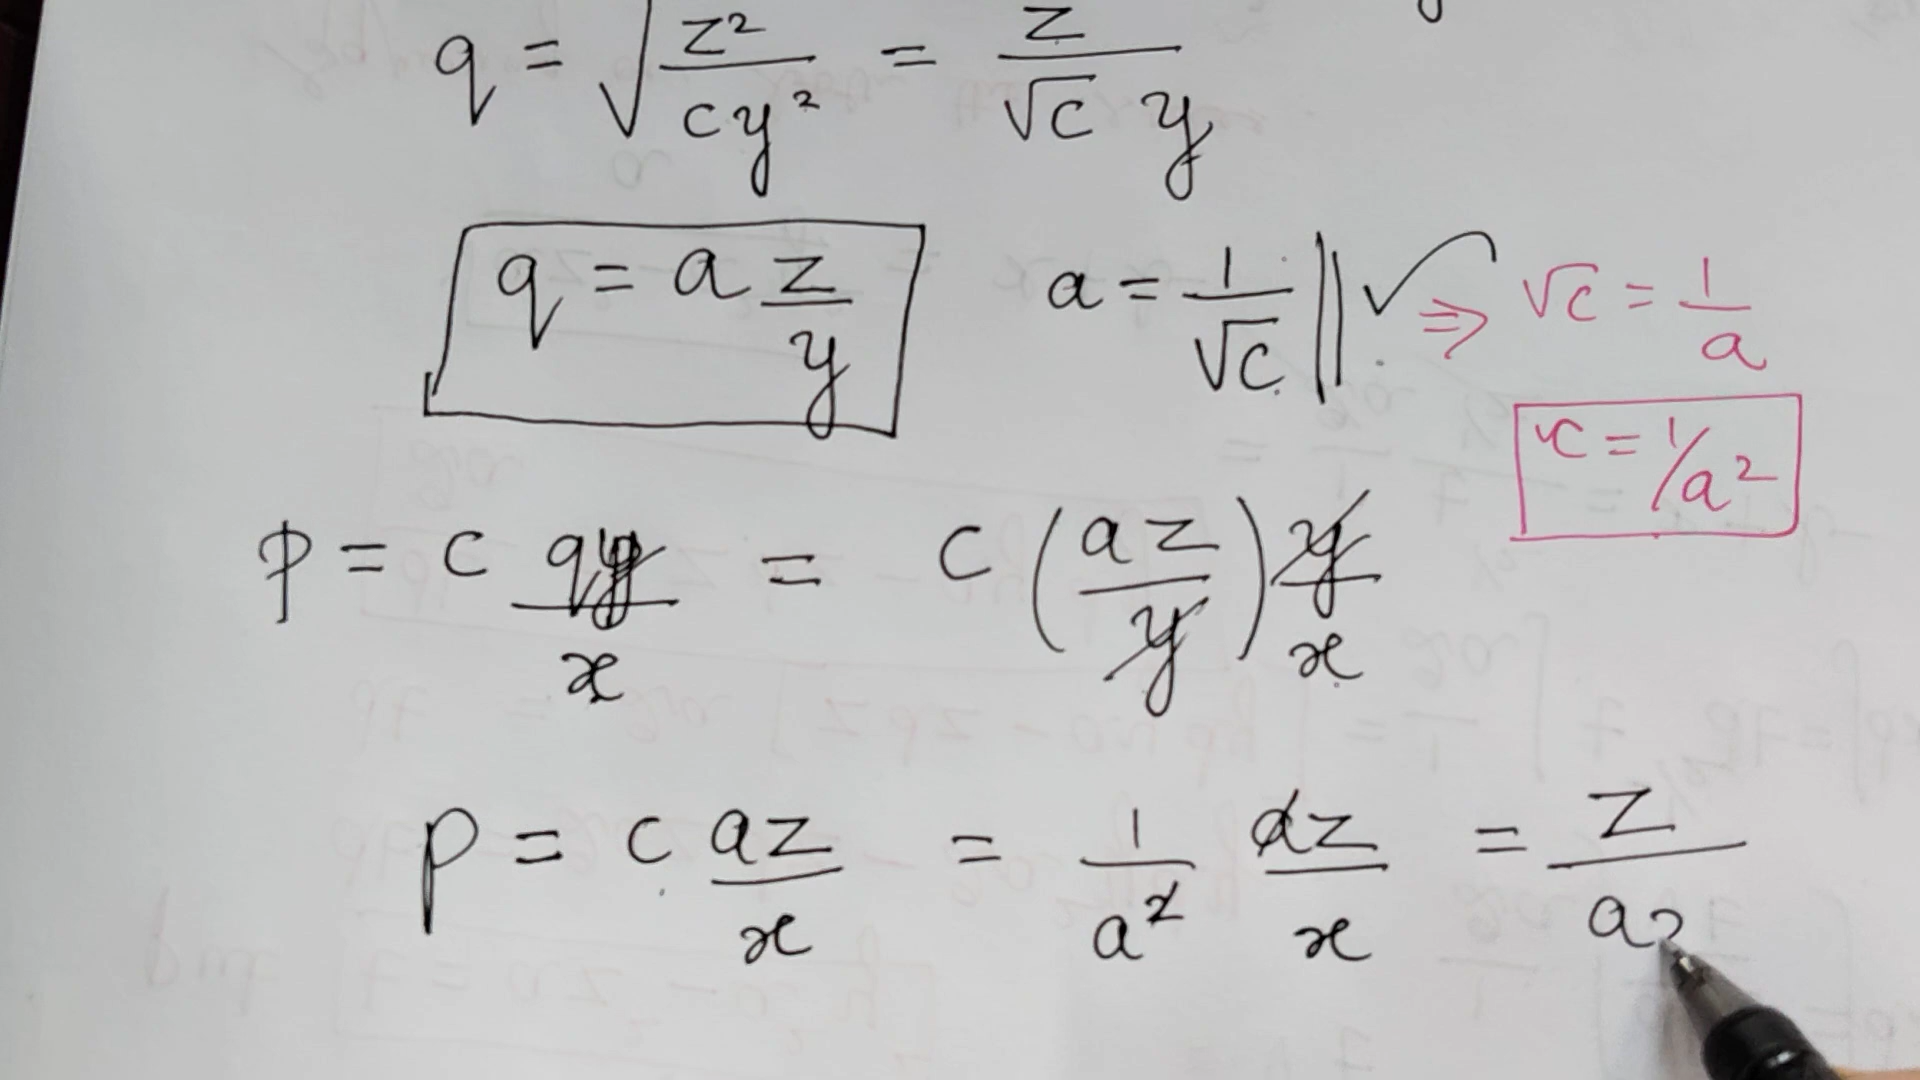 q = √(z²/cy²) = z/(√c y)
q = a z/y
a = 1/√c || ✓ ⇒ √c = 1/a
c = 1/a²
p = c qy/x = c (az/y) y/x
p = c az/x = 1/a² az/x = z/a